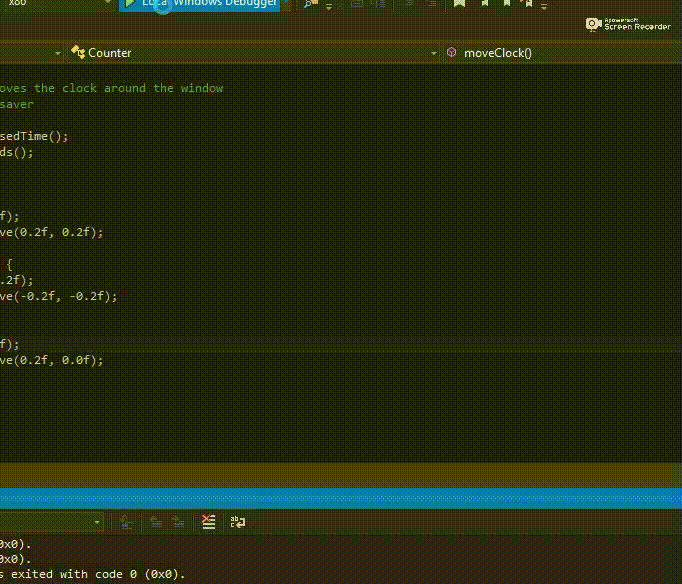 x86
Local Windows Debugger
Apowersoft
Screen Recorder
Counter
moveClock()
oves the clock around the window
saver
sedTime();
ds();
f);
ve(0.2f, 0.2f);
{
.2f);
ve(-0.2f, -0.2f);
f);
ve(0.2f, 0.0f);
0x0).
0x0).
s exited with code 0 (0x0).